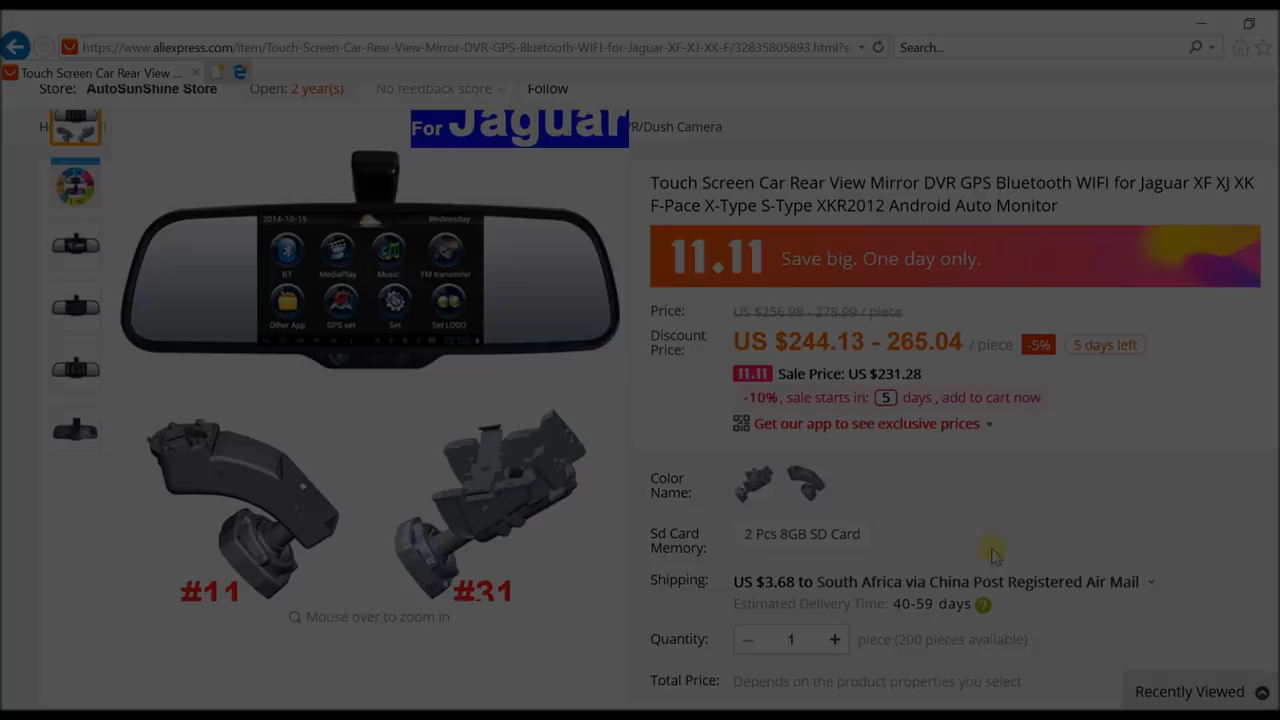 https://www.aliexpress.com/item/Touch-Screen-Car-Rear-View-Mirror-DVR-GPS-Bluetooth-WIFI-for-Jaguar-XF-XJ-XK-F/32835805893.html?s
Search...
Touch Screen Car Rear View ...
Store: AutoSunShine Store Open: 2 year(s) No feedback score Follow
For Jaguar
R/Dush Camera
2014-10-15 Wednesday
BT MediaPlay Music FM transmiter
Other App GPS set Set Set LOGO
#11 #31
Mouse over to zoom in
Touch Screen Car Rear View Mirror DVR GPS Bluetooth WIFI for Jaguar XF XJ XK
F-Pace X-Type S-Type XKR2012 Android Auto Monitor
11.11 Save big. One day only.
Price: US $256.98 - 278.99 / piece
Discount Price: US $244.13 - 265.04 / piece -5% 5 days left
11.11 Sale Price: US $231.28
-10%, sale starts in: 5 days , add to cart now
Get our app to see exclusive prices
Color
Name:
Sd Card
Memory:
2 Pcs 8GB SD Card
Shipping: US $3.68 to South Africa via China Post Registered Air Mail
Estimated Delivery Time: 40-59 days ?
Quantity: − 1 + piece (200 pieces available)
Total Price: Depends on the product properties you select
Recently Viewed